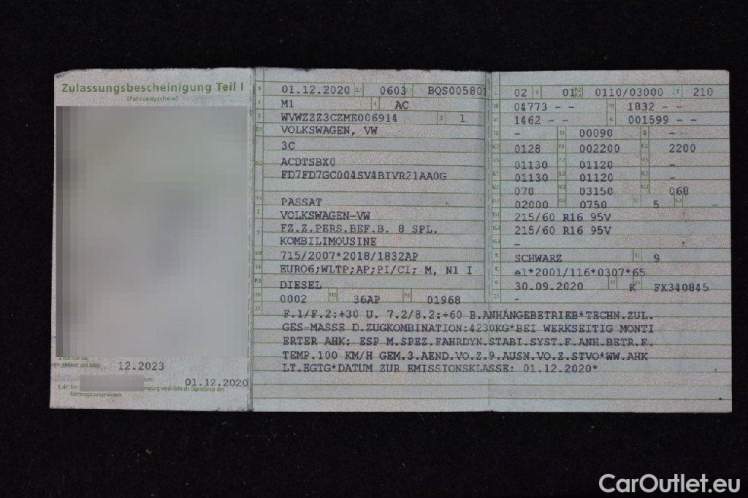 Zulassungsbescheinigung Teil I
(Fahrzeugschein)
12.2023
01.12.2020
01.12.2020 0603 BQS00580
M1 AC
WVWZZZ3CZME006914 1
VOLKSWAGEN, VW
3C
ACDTSBX0
FD7FD7GC004SV4BIVR21AA0G
PASSAT
VOLKSWAGEN-VW
FZ.Z.PERS.BEF.B. 8 SPL.
KOMBILIMOUSINE
715/2007*2018/1832AP
EURO6;WLTP;AP;PI/CI; M, N1 I
DIESEL
0002 36AP 01968
02 01 0110/03000 210
04773 - - 1832 - -
1462 - - 001599 - -
- 00090 -
0128 002200 2200
01130 01120 -
01130 01120 -
070 03150 068
02000 0750 5 -
215/60 R16 95V
215/60 R16 95V
-
SCHWARZ 9
e1*2001/116*0307*65
30.09.2020 K FK340845
F.1/F.2:+30 U. 7.2/8.2:+60 B.ANHÄNGEBETRIEB*TECHN.ZUL.
GES-MASSE D.ZUGKOMBINATION:4230KG*BEI WERKSEITIG MONTI
ERTER AHK: ESP M.SPEZ.FAHRDYN.STABI.SYST.F.ANH.BETR.F.
TEMP.100 KM/H GEM.3.AEND.VO.Z.9.AUSN.VO.Z.STVO*WW.AHK
LT.EGTG*DATUM ZUR EMISSIONSKLASSE: 01.12.2020*
CarOutlet.eu